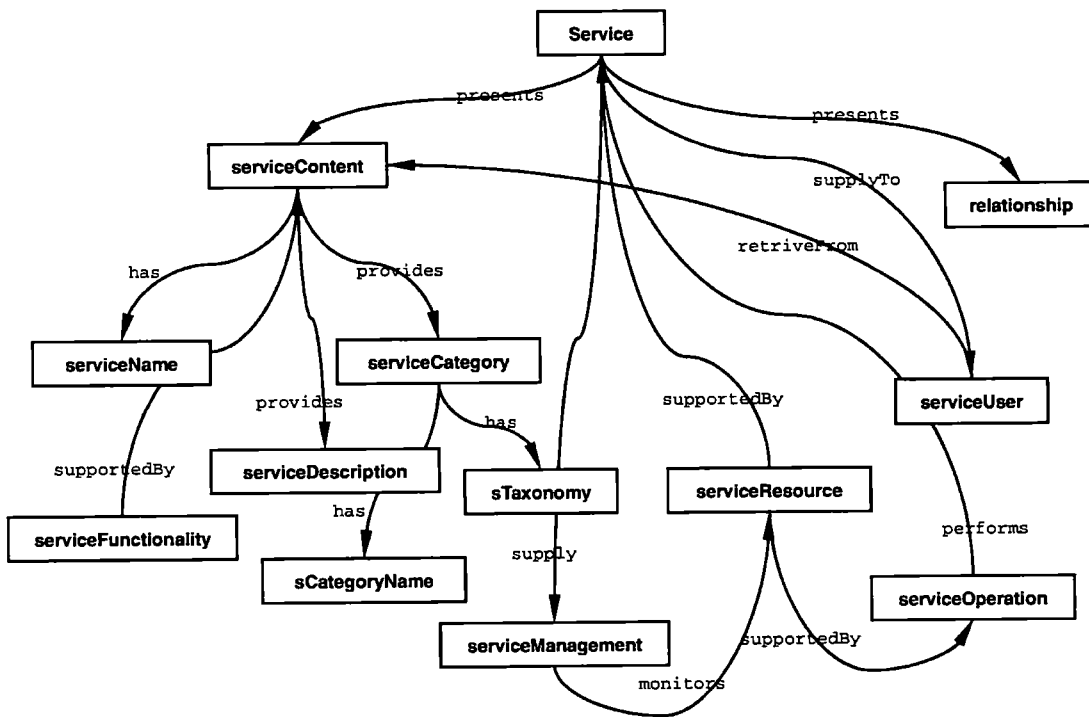 Service
presents
presents
serviceContent
supplyTo
relationship
retriveFrom
has
provides
serviceName
serviceCategory
provides
supportedBy
serviceUser
has
supportedBy
serviceDescription
sTaxonomy
serviceResource
has
serviceFunctionality
supply
performs
sCategoryName
serviceOperation
serviceManagement
supportedBy
monitors